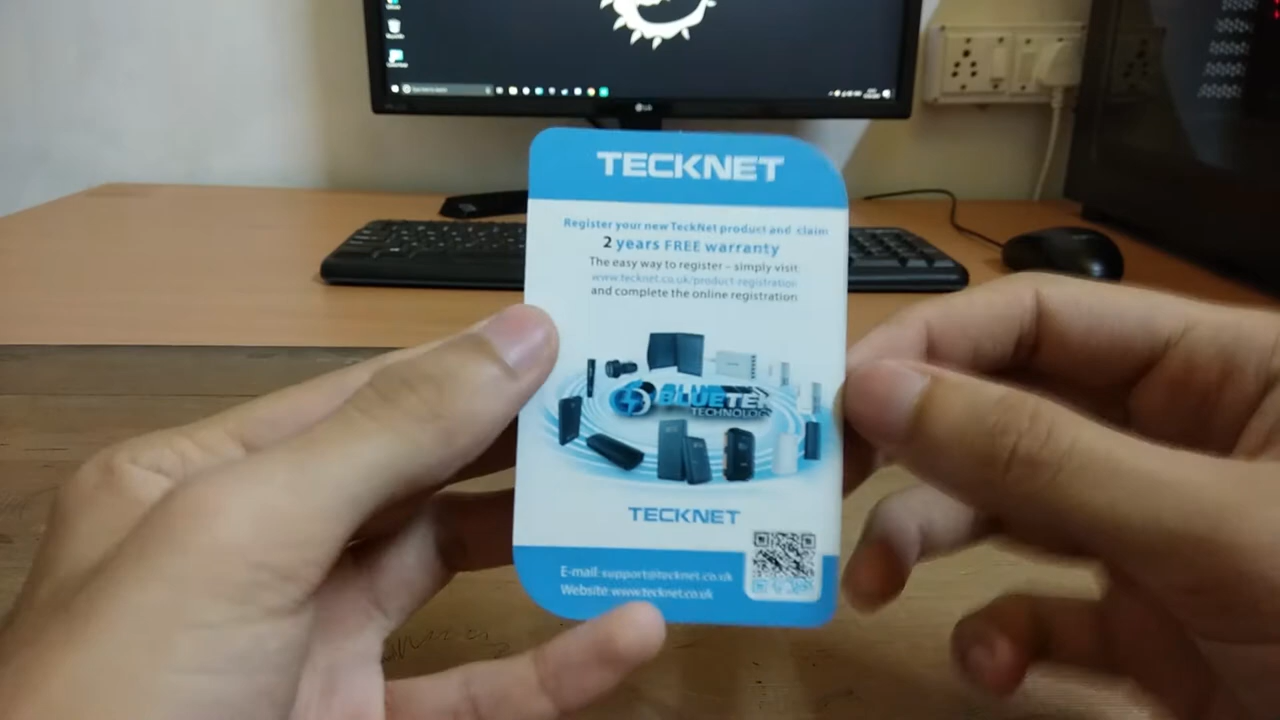 LG
TECKNET
Register your new TeckNet product and claim
2 years FREE warranty
The easy way to register – simply visit:
www.tecknet.co.uk/product-registration
and complete the online registration
BLUETEK
TECHNOLOGY
TECKNET
E-mail:support@tecknet.co.uk
Website:www.tecknet.co.uk